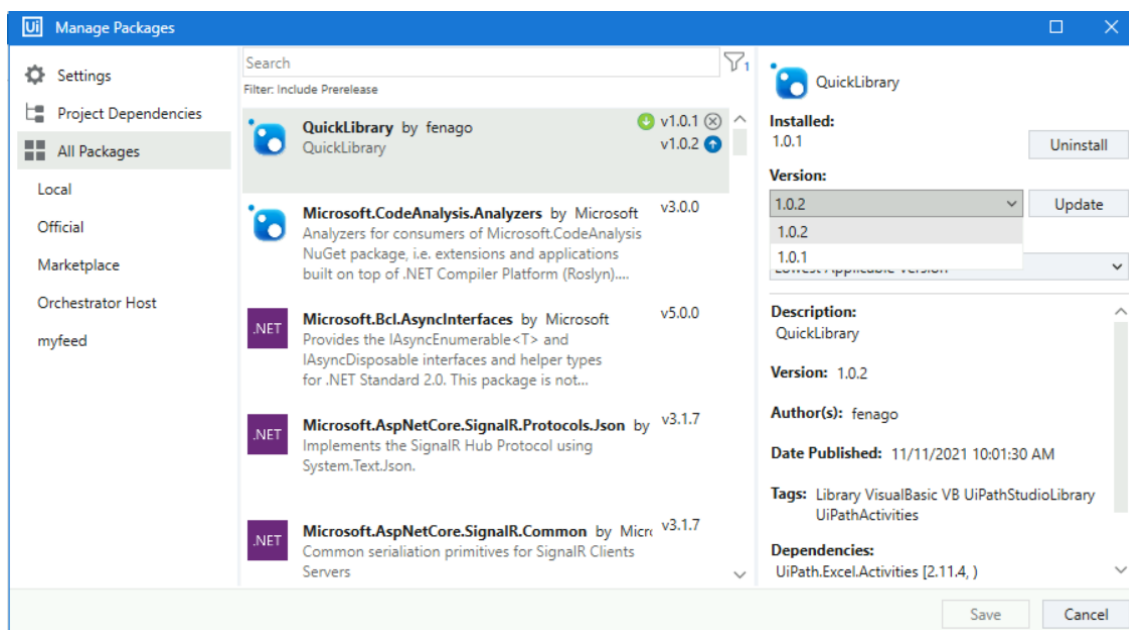 Ui Manage Packages
Settings
Project Dependencies
All Packages
Local
Official
Marketplace
Orchestrator Host
myfeed
Search
1
Filter: Include Prerelease
QuickLibrary by fenago v1.0.1
QuickLibrary v1.0.2
Microsoft.CodeAnalysis.Analyzers by Microsoft v3.0.0
Analyzers for consumers of Microsoft.CodeAnalysis
NuGet package, i.e. extensions and applications
built on top of .NET Compiler Platform (Roslyn)....
.NET
Microsoft.Bcl.AsyncInterfaces by Microsoft v5.0.0
Provides the IAsyncEnumerable<T> and
IAsyncDisposable interfaces and helper types
for .NET Standard 2.0. This package is not...
.NET
Microsoft.AspNetCore.SignalR.Protocols.Json by v3.1.7
Implements the SignalR Hub Protocol using
System.Text.Json.
.NET
Microsoft.AspNetCore.SignalR.Common by Micro v3.1.7
Common serialiation primitives for SignalR Clients
Servers
QuickLibrary
Installed:
1.0.1
Uninstall
Version:
1.0.2
Update
1.0.2
1.0.1
Lowest Applicable Version
Description:
QuickLibrary
Version: 1.0.2
Author(s): fenago
Date Published: 11/11/2021 10:01:30 AM
Tags: Library VisualBasic VB UiPathStudioLibrary
UiPathActivities
Dependencies:
UiPath.Excel.Activities [2.11.4, )
Save
Cancel